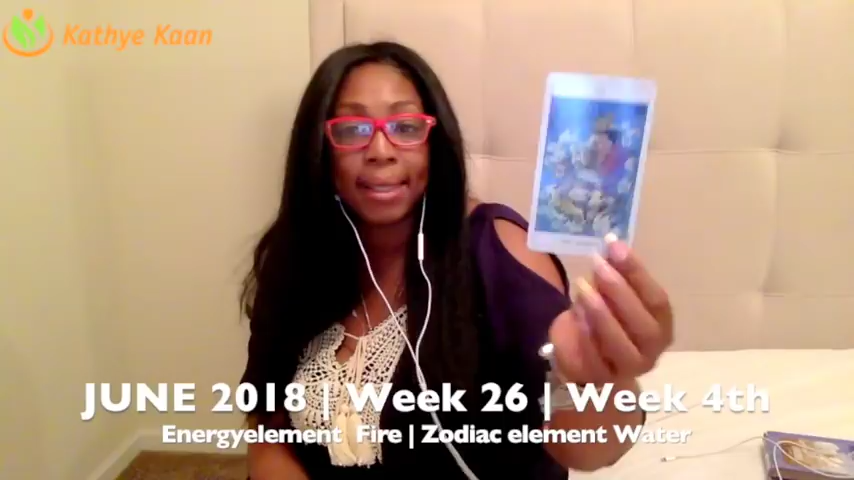 Kathye Kaan
JUNE 2018 | Week 26 | Week 4th
Energyelement Fire | Zodiac element Water